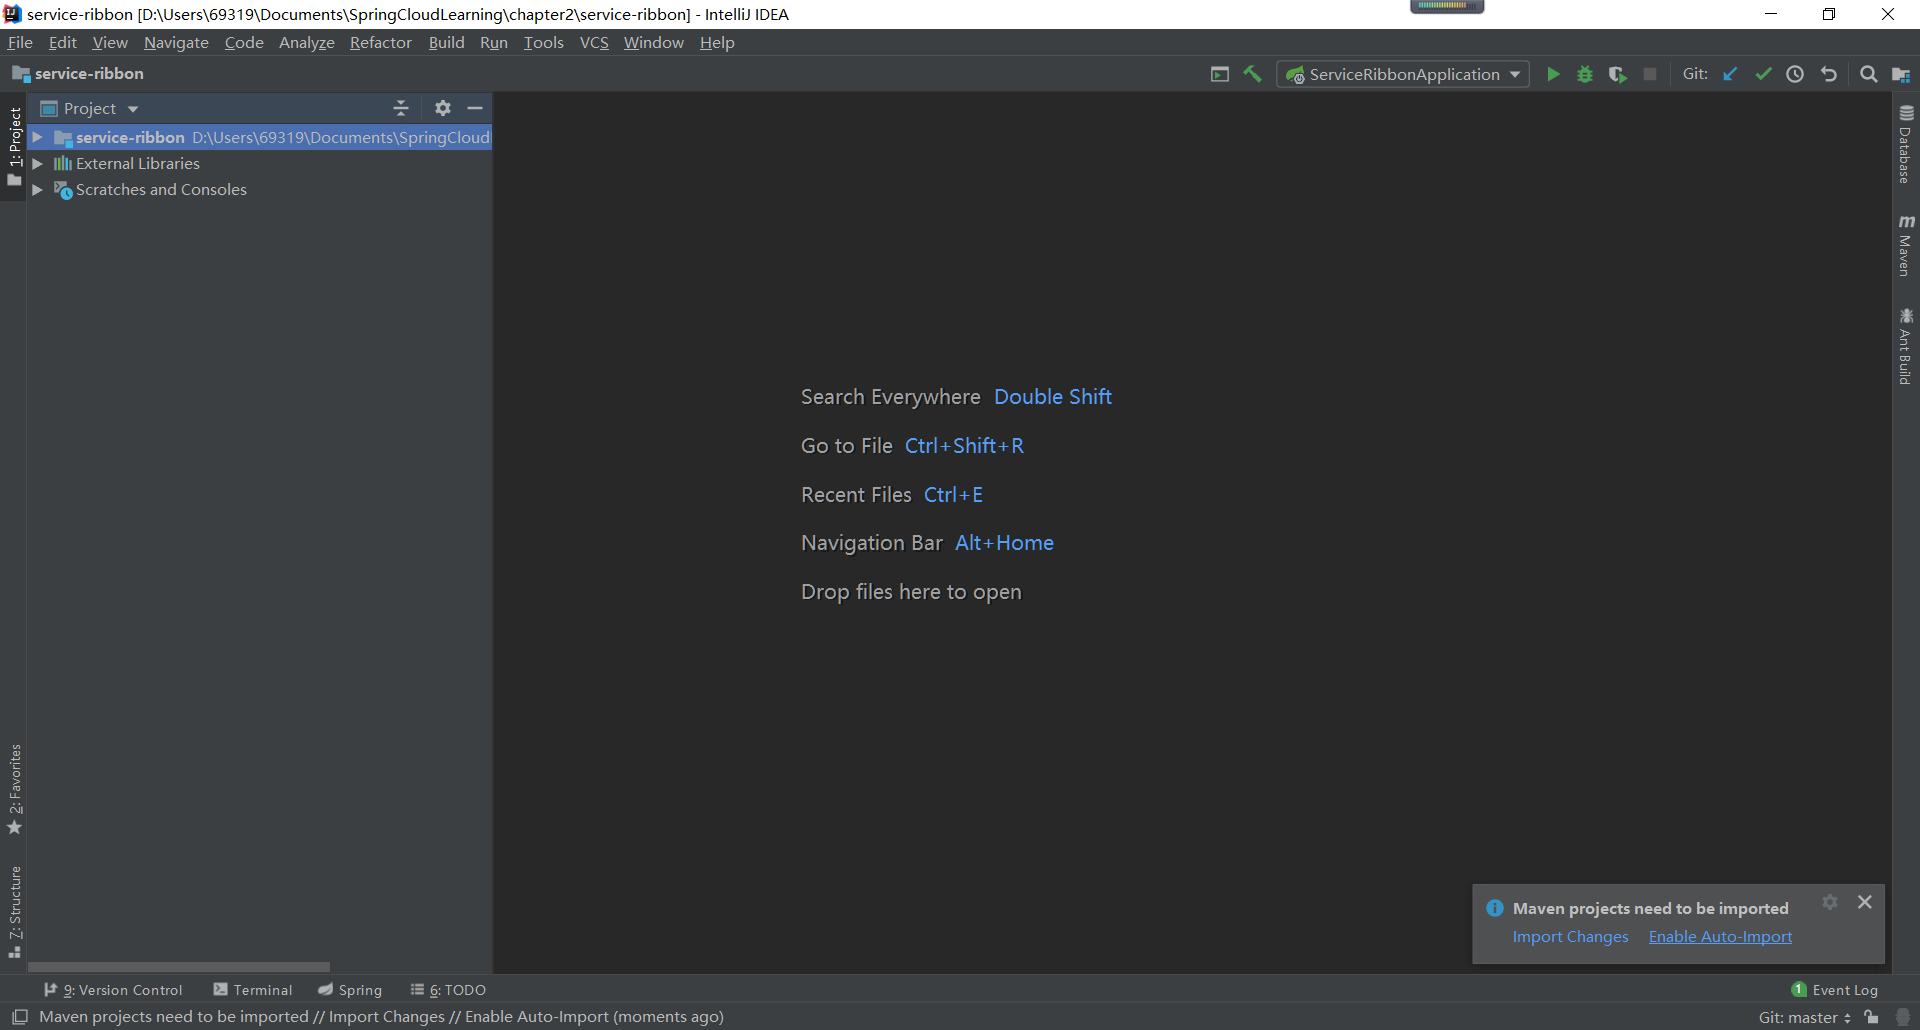 service-ribbon [D:\Users\69319\Documents\SpringCloudLearning\chapter2\service-ribbon] - IntelliJ IDEA
File Edit View Navigate Code Analyze Refactor Build Run Tools VCS Window Help
service-ribbon
ServiceRibbonApplication
Git:
1: Project
Project
service-ribbon D:\Users\69319\Documents\SpringCloudl
External Libraries
Scratches and Consoles
Database
Maven
Ant Build
Search Everywhere Double Shift
Go to File Ctrl+Shift+R
Recent Files Ctrl+E
Navigation Bar Alt+Home
Drop files here to open
2: Favorites
7: Structure
Maven projects need to be imported
Import Changes Enable Auto-Import
9: Version Control Terminal Spring 6: TODO
1 Event Log
Maven projects need to be imported // Import Changes // Enable Auto-Import (moments ago)
Git: master